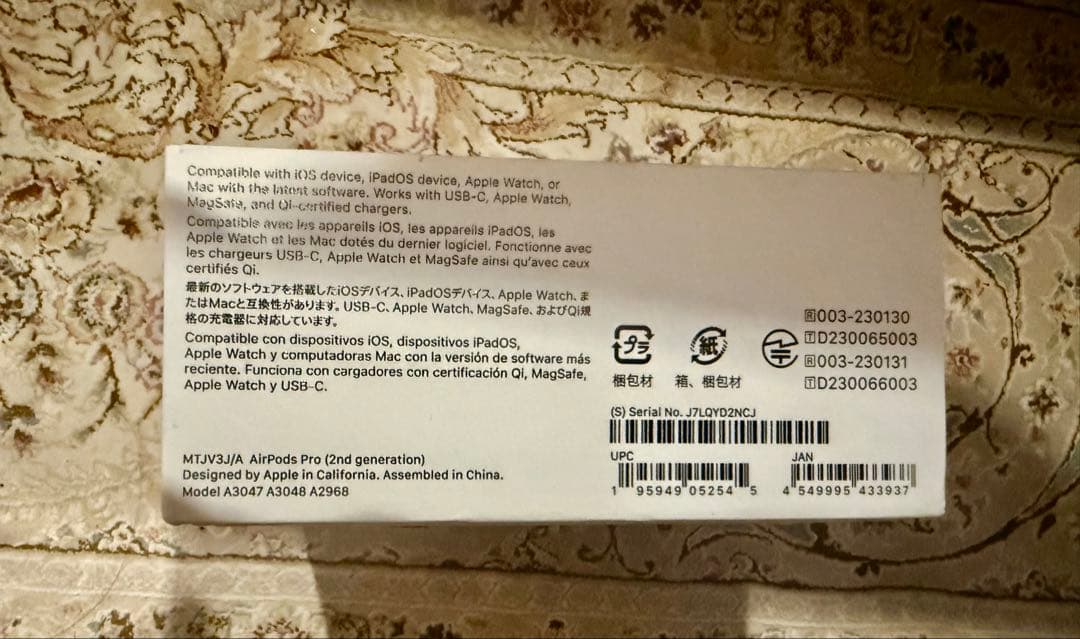 Compatible with iOS device, iPadOS device, Apple Watch, or
Mac with the latest software. Works with USB-C, Apple Watch,
MagSafe, and Qi-certified chargers.
Compatible avec les appareils iOS, les appareils iPadOS, les
Apple Watch et les Mac dotés du dernier logiciel. Fonctionne avec
les chargeurs USB-C, Apple Watch et MagSafe ainsi qu'avec ceux
certifiés Qi.
最新のソフトウェアを搭載したiOSデバイス、iPadOSデバイス、Apple Watch、ま
たはMacと互換性があります。USB-C、Apple Watch、MagSafe、およびQi規
格の充電器に対応しています。
Compatible con dispositivos iOS, dispositivos iPadOS,
Apple Watch y computadoras Mac con la versión de software más
reciente. Funciona con cargadores con certificación Qi, MagSafe,
Apple Watch y USB-C.
MTJV3J/A AirPods Pro (2nd generation)
Designed by Apple in California. Assembled in China.
Model A3047 A3048 A2968
プラ
梱包材
紙
箱、梱包材
R 003-230130
T D230065003
R 003-230131
T D230066003
(S) Serial No. J7LQYD2NCJ
UPC
1 95949 05254 5
JAN
4 549995 433937